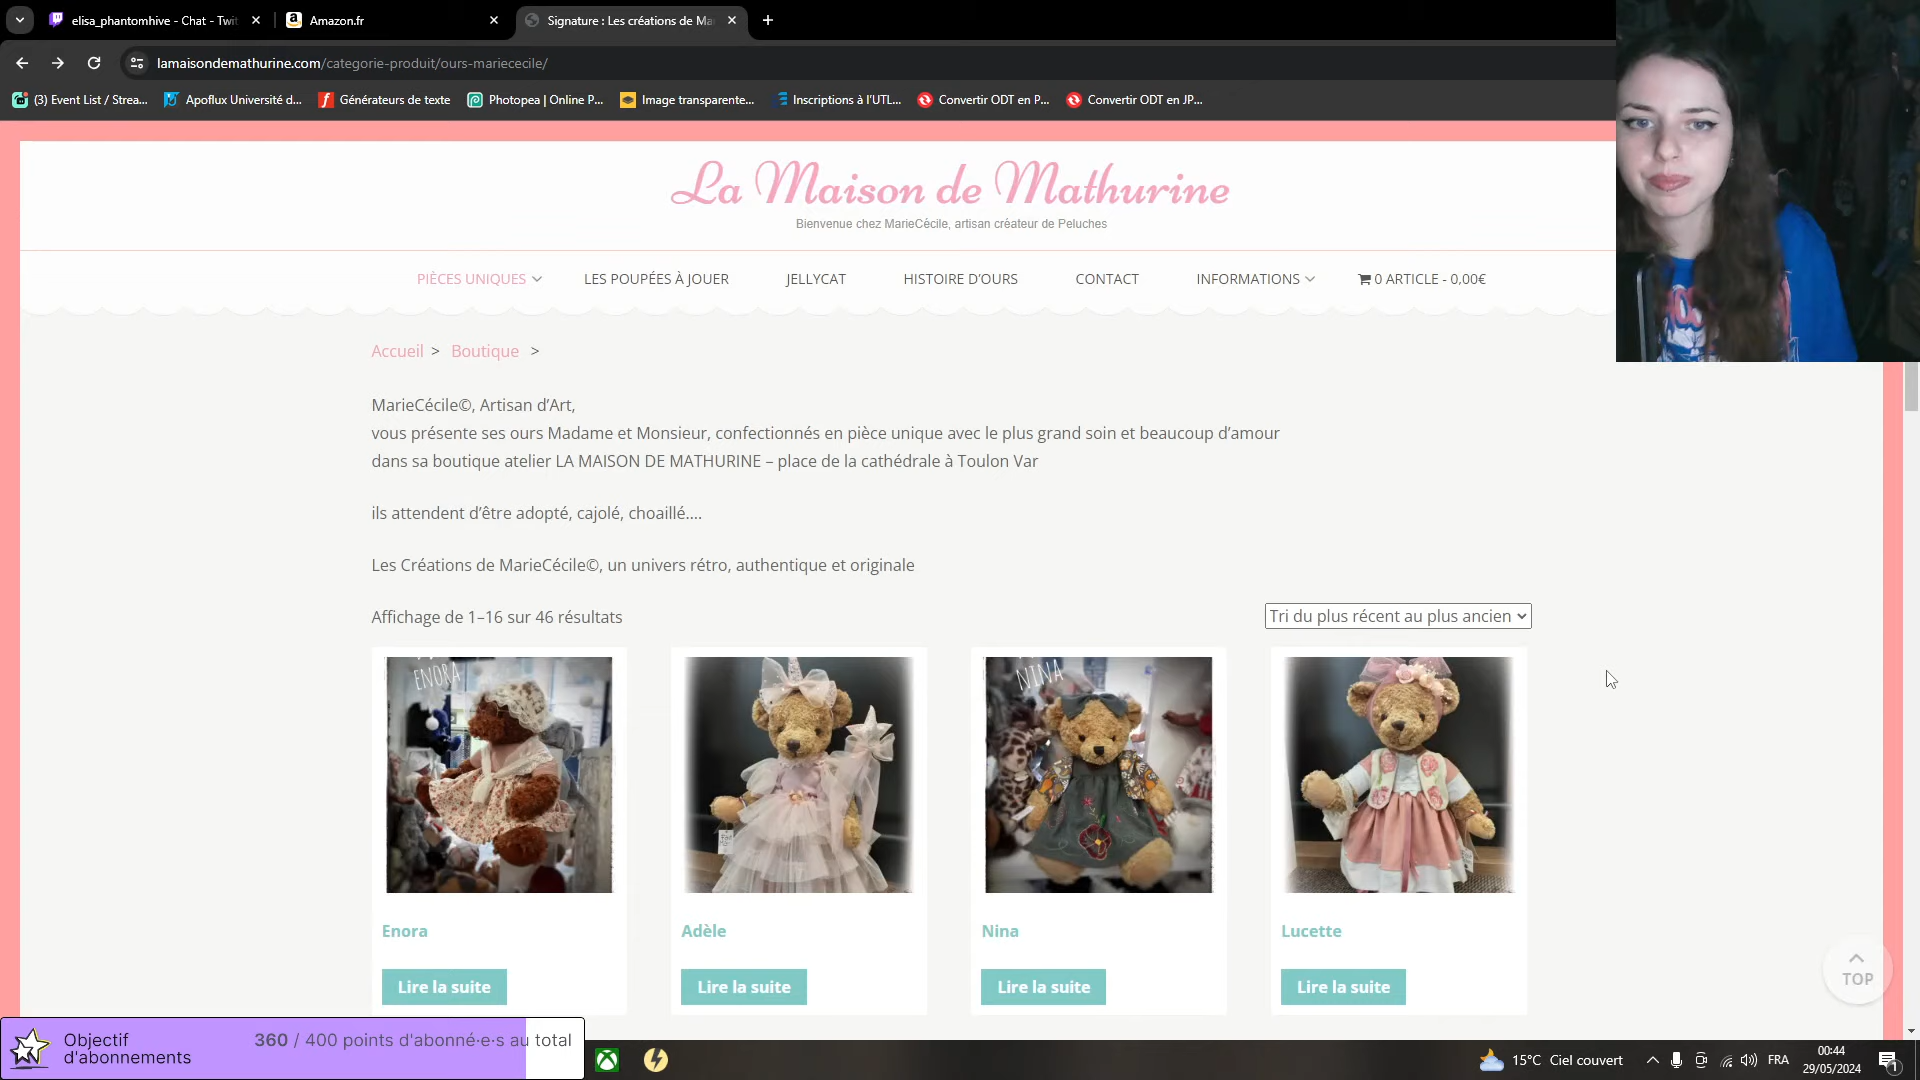 elisa_phantomhive - Chat - Twi
Amazon.fr
Signature : Les créations de Ma
lamaisondemathurine.com/categorie-produit/ours-mariececile/
(3) Event List / Strea...
Apoflux Université d...
Générateurs de texte
Photopea | Online P...
Image transparente...
Inscriptions à l'UTL...
Convertir ODT en P...
Convertir ODT en JP...
La Maison de Mathurine
Bienvenue chez MarieCécile, artisan créateur de Peluches
PIÈCES UNIQUES
LES POUPÉES À JOUER
JELLYCAT
HISTOIRE D'OURS
CONTACT
INFORMATIONS
0 ARTICLE - 0,00€
Accueil > Boutique >
MarieCécile©, Artisan d'Art,
vous présente ses ours Madame et Monsieur, confectionnés en pièce unique avec le plus grand soin et beaucoup d'amour
dans sa boutique atelier LA MAISON DE MATHURINE – place de la cathédrale à Toulon Var
ils attendent d'être adopté, cajolé, choaillé....
Les Créations de MarieCécile©, un univers rétro, authentique et originale
Affichage de 1–16 sur 46 résultats
Tri du plus récent au plus ancien
ENORA
NINA
Enora
Adèle
Nina
Lucette
Lire la suite
Lire la suite
Lire la suite
Lire la suite
TOP
Objectif
d'abonnements
360 / 400 points d'abonné·e·s au total
15°C Ciel couvert
FRA
00:44
29/05/2024
1